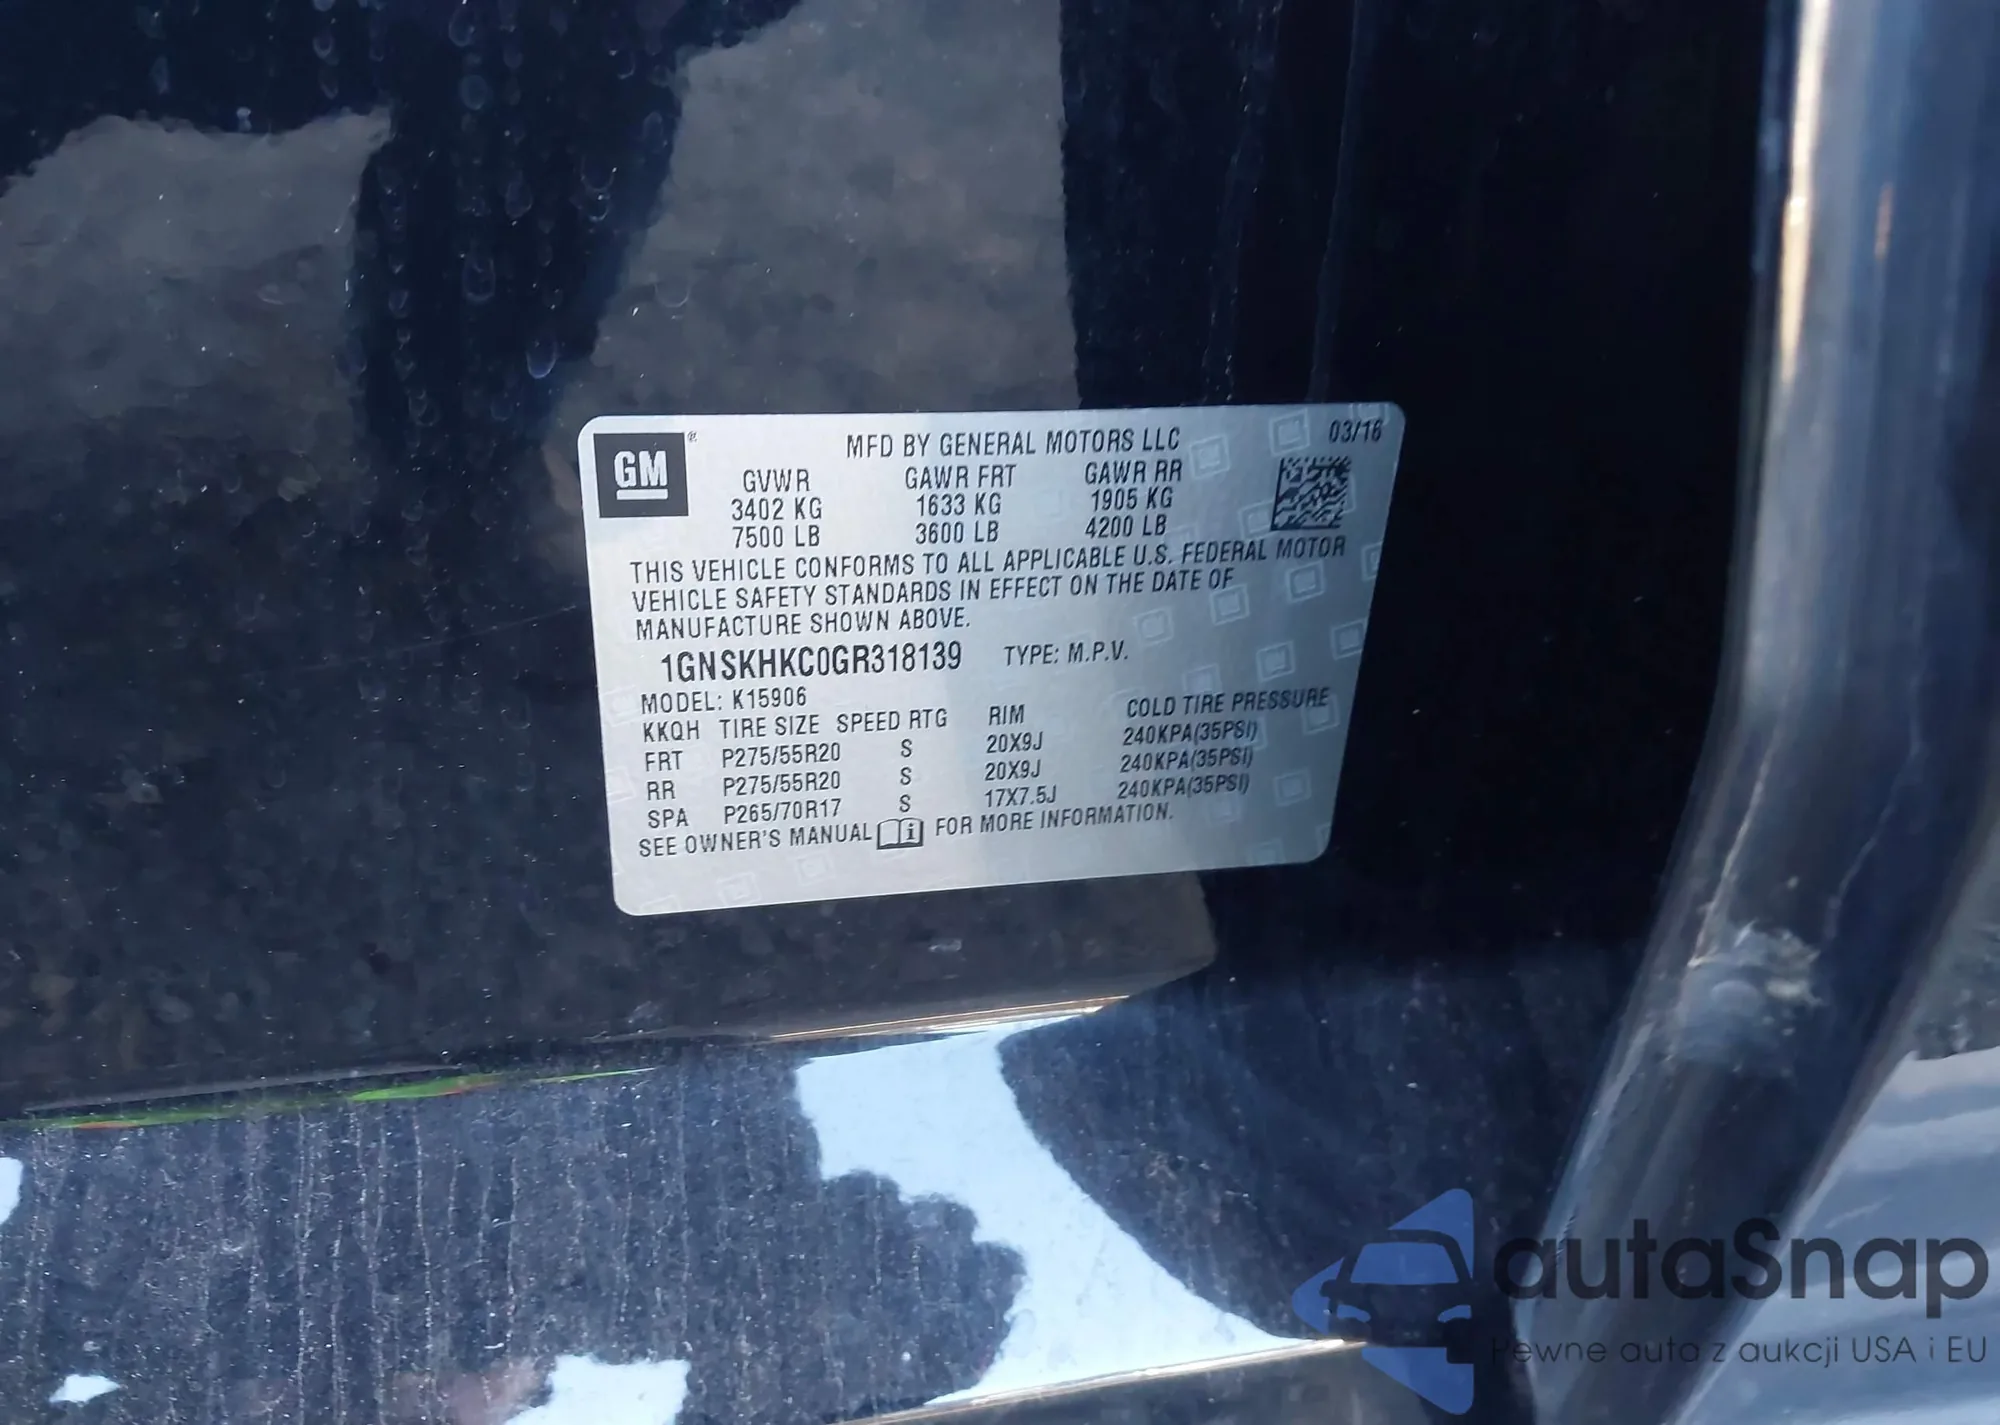 GM ® MFD BY GENERAL MOTORS LLC 03/16
GVWR GAWR FRT GAWR RR
3402 KG 1633 KG 1905 KG
7500 LB 3600 LB 4200 LB
THIS VEHICLE CONFORMS TO ALL APPLICABLE U.S. FEDERAL MOTOR
VEHICLE SAFETY STANDARDS IN EFFECT ON THE DATE OF
MANUFACTURE SHOWN ABOVE.
1GNSKHKC0GR318139 TYPE: M.P.V.
MODEL: K15906
KKQH TIRE SIZE SPEED RTG RIM COLD TIRE PRESSURE
FRT P275/55R20 S 20X9J 240KPA(35PSI)
RR P275/55R20 S 20X9J 240KPA(35PSI)
SPA P265/70R17 S 17X7.5J 240KPA(35PSI)
SEE OWNER'S MANUAL FOR MORE INFORMATION.
autaSnap
Pewne auta z aukcji USA i EU